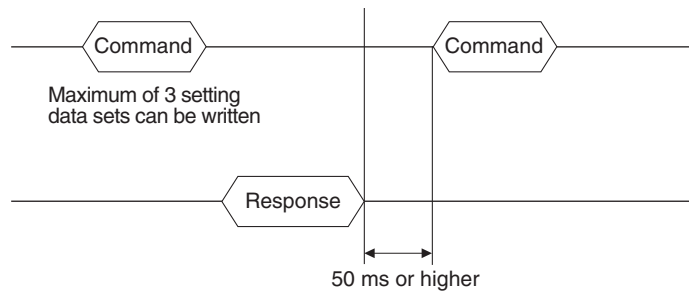 Command
Command
Maximum of 3 setting
data sets can be written
Response
50 ms or higher